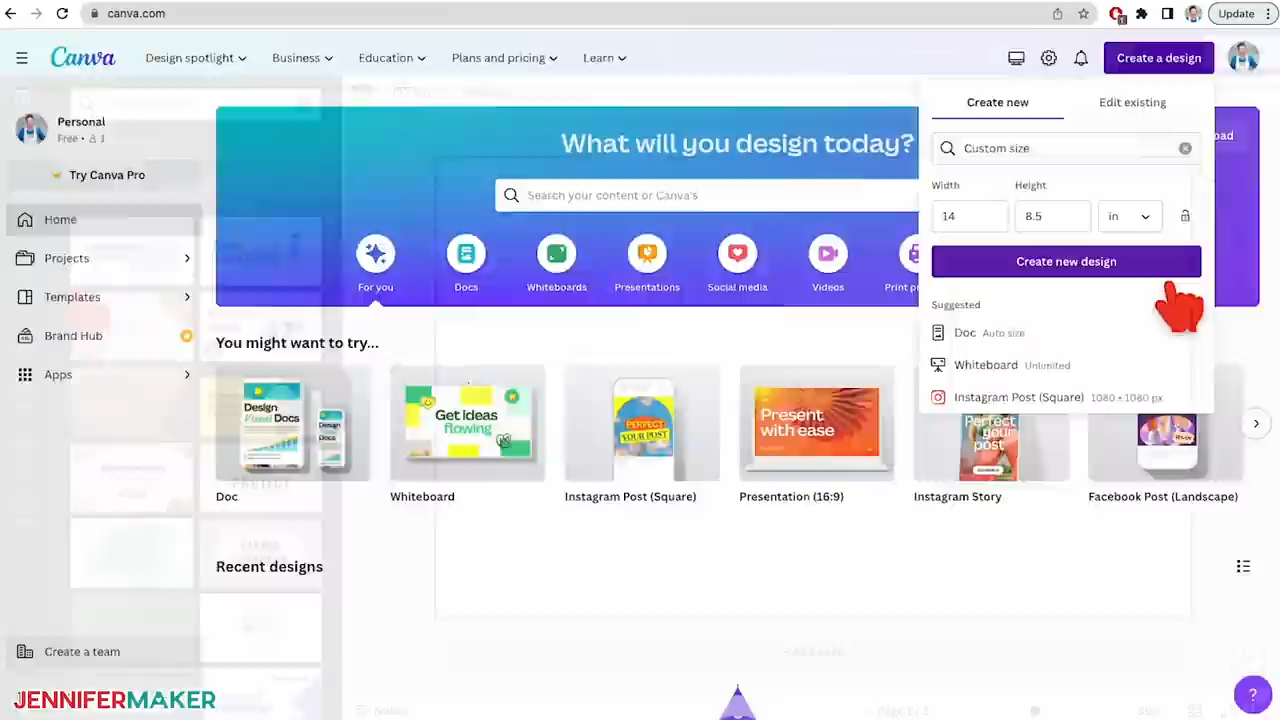 canva.com
Update
Canva
Design spotlight
Business
Education
Plans and pricing
Learn
Create a design
Personal
Free • 1
Try Canva Pro
Home
Projects
Templates
Brand Hub
Apps
Create a team
What will you design today?
Search your content or Canva's
For you
Docs
Whiteboards
Presentations
Social media
Videos
Create new
Edit existing
Custom size
Width
Height
14
8.5
in
Create new design
Suggested
Doc Auto size
Whiteboard Unlimited
Instagram Post (Square) 1080 × 1080 px
You might want to try...
Design
Docs
Get ideas
flowing
PERFECT
YOUR POST
Present
with ease
Perfect
your
post
Doc
Whiteboard
Instagram Post (Square)
Presentation (16:9)
Instagram Story
Facebook Post (Landscape)
Recent designs
?
JENNIFERMAKER